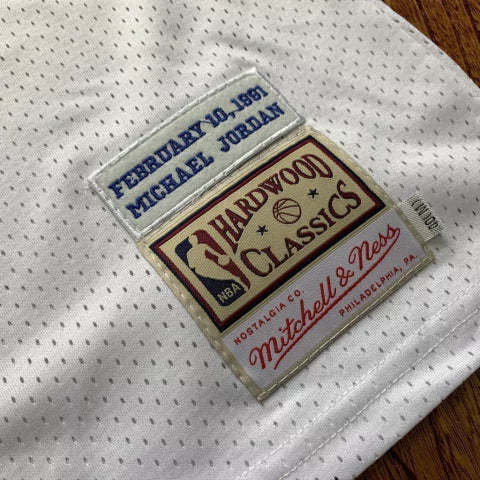 FEBRUARY 10, 1991
MICHAEL JORDAN
HARDWOOD
CLASSICS
NBA
NOSTALGIA CO.
Mitchell & Ness
PHILADELPHIA, PA.